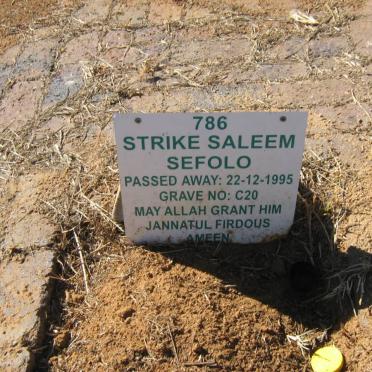 786
STRIKE SALEEM
SEFOLO
PASSED AWAY: 22-12-1995
GRAVE NO: C20
MAY ALLAH GRANT HIM
JANNATUL FIRDOUS
AMEEN